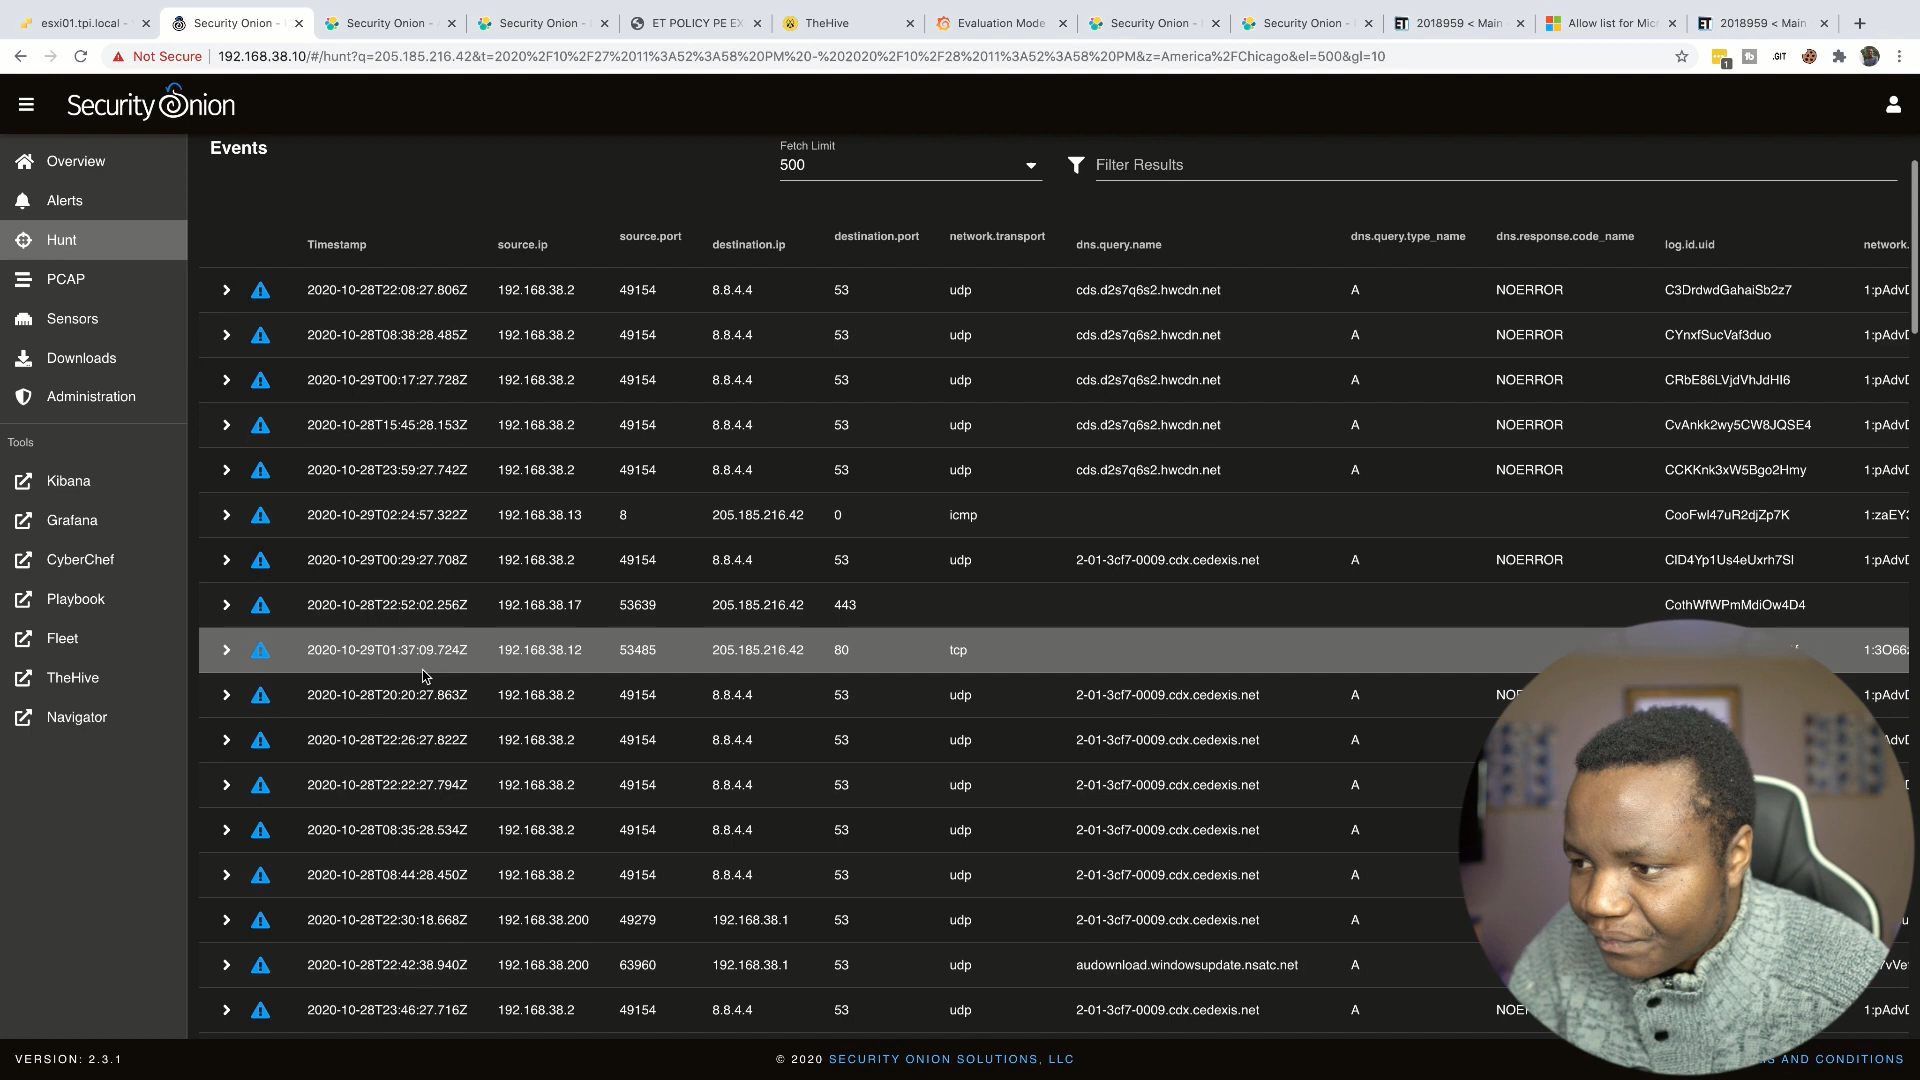 esxi01.tpi.local -
Security Onion -
Security Onion -
Security Onion -
ET POLICY PE EX
TheHive
Evaluation Mode
Security Onion -
Security Onion -
2018959 < Main
Allow list for Micr
2018959 < Main
Not Secure
192.168.38.10/#/hunt?q=205.185.216.42&t=2020%2F10%2F27%2011%3A52%3A58%20PM%20-%202020%2F10%2F28%2011%3A52%3A58%20PM&z=America%2FChicago&el=500&gl=10
1
.GIT
Security Onion
Overview
Alerts
Hunt
PCAP
Sensors
Downloads
Administration
Tools
Kibana
Grafana
CyberChef
Playbook
Fleet
TheHive
Navigator
Events
Fetch Limit
500
Filter Results
Timestamp source.ip source.port destination.ip destination.port network.transport dns.query.name dns.query.type_name dns.response.code_name log.id.uid network.
2020-10-28T22:08:27.806Z 192.168.38.2 49154 8.8.4.4 53 udp cds.d2s7q6s2.hwcdn.net A NOERROR C3DrdwdGahaiSb2z7 1:pAdvD
2020-10-28T08:38:28.485Z 192.168.38.2 49154 8.8.4.4 53 udp cds.d2s7q6s2.hwcdn.net A NOERROR CYnxfSucVaf3duo 1:pAdvD
2020-10-29T00:17:27.728Z 192.168.38.2 49154 8.8.4.4 53 udp cds.d2s7q6s2.hwcdn.net A NOERROR CRbE86LVjdVhJdHI6 1:pAdvD
2020-10-28T15:45:28.153Z 192.168.38.2 49154 8.8.4.4 53 udp cds.d2s7q6s2.hwcdn.net A NOERROR CvAnkk2wy5CW8JQSE4 1:pAdvD
2020-10-28T23:59:27.742Z 192.168.38.2 49154 8.8.4.4 53 udp cds.d2s7q6s2.hwcdn.net A NOERROR CCKKnk3xW5Bgo2Hmy 1:pAdvD
2020-10-29T02:24:57.322Z 192.168.38.13 8 205.185.216.42 0 icmp CooFwl47uR2djZp7K 1:zaEY3
2020-10-29T00:29:27.708Z 192.168.38.2 49154 8.8.4.4 53 udp 2-01-3cf7-0009.cdx.cedexis.net A NOERROR ClD4Yp1Us4eUxrh7Sl 1:pAdvD
2020-10-28T22:52:02.256Z 192.168.38.17 53639 205.185.216.42 443 CothWfWPmMdiOw4D4
2020-10-29T01:37:09.724Z 192.168.38.12 53485 205.185.216.42 80 tcp 1:3O66
2020-10-28T20:20:27.863Z 192.168.38.2 49154 8.8.4.4 53 udp 2-01-3cf7-0009.cdx.cedexis.net A 1:pAdvD
2020-10-28T22:26:27.822Z 192.168.38.2 49154 8.8.4.4 53 udp 2-01-3cf7-0009.cdx.cedexis.net A
2020-10-28T22:22:27.794Z 192.168.38.2 49154 8.8.4.4 53 udp 2-01-3cf7-0009.cdx.cedexis.net A
2020-10-28T08:35:28.534Z 192.168.38.2 49154 8.8.4.4 53 udp 2-01-3cf7-0009.cdx.cedexis.net A
2020-10-28T08:44:28.450Z 192.168.38.2 49154 8.8.4.4 53 udp 2-01-3cf7-0009.cdx.cedexis.net A
2020-10-28T22:30:18.668Z 192.168.38.200 49279 192.168.38.1 53 udp 2-01-3cf7-0009.cdx.cedexis.net A
2020-10-28T22:42:38.940Z 192.168.38.200 63960 192.168.38.1 53 udp audownload.windowsupdate.nsatc.net A
2020-10-28T23:46:27.716Z 192.168.38.2 49154 8.8.4.4 53 udp 2-01-3cf7-0009.cdx.cedexis.net A 1:pAdvD
VERSION: 2.3.1
© 2020 SECURITY ONION SOLUTIONS, LLC
AND CONDITIONS